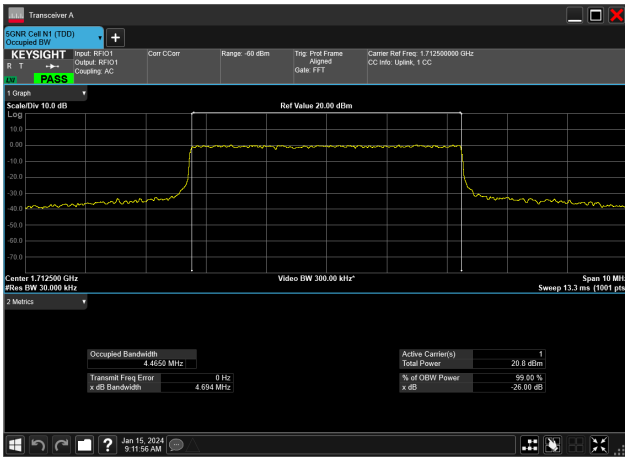 Transceiver A
5GNR Cell N1 (TDD)
Occupied BW
KEYSIGHT
R T
LNI
PASS
Input: RFIO1
Output: RFIO1
Coupling: AC
Corr CCorr
Range: -60 dBm
Trig: Prot Frame
Aligned
Gate: FFT
Carrier Ref Freq: 1.712500000 GHz
CC Info: Uplink, 1 CC
1 Graph
Scale/Div 10.0 dB
Ref Value 20.00 dBm
Log
10.0
0.00
-10.0
-20.0
-30.0
-40.0
-50.0
-60.0
-70.0
Center 1.712500 GHz
#Res BW 30.000 kHz
Video BW 300.00 kHz*
Span 10 MHz
Sweep 13.3 ms (1001 pts
2 Metrics
Occupied Bandwidth
4.4650 MHz
Transmit Freq Error 0 Hz
x dB Bandwidth 4.694 MHz
Active Carrier(s) 1
Total Power 20.8 dBm
% of OBW Power 99.00 %
x dB -26.00 dB
?
Jan 15, 2024
9:11:56 AM